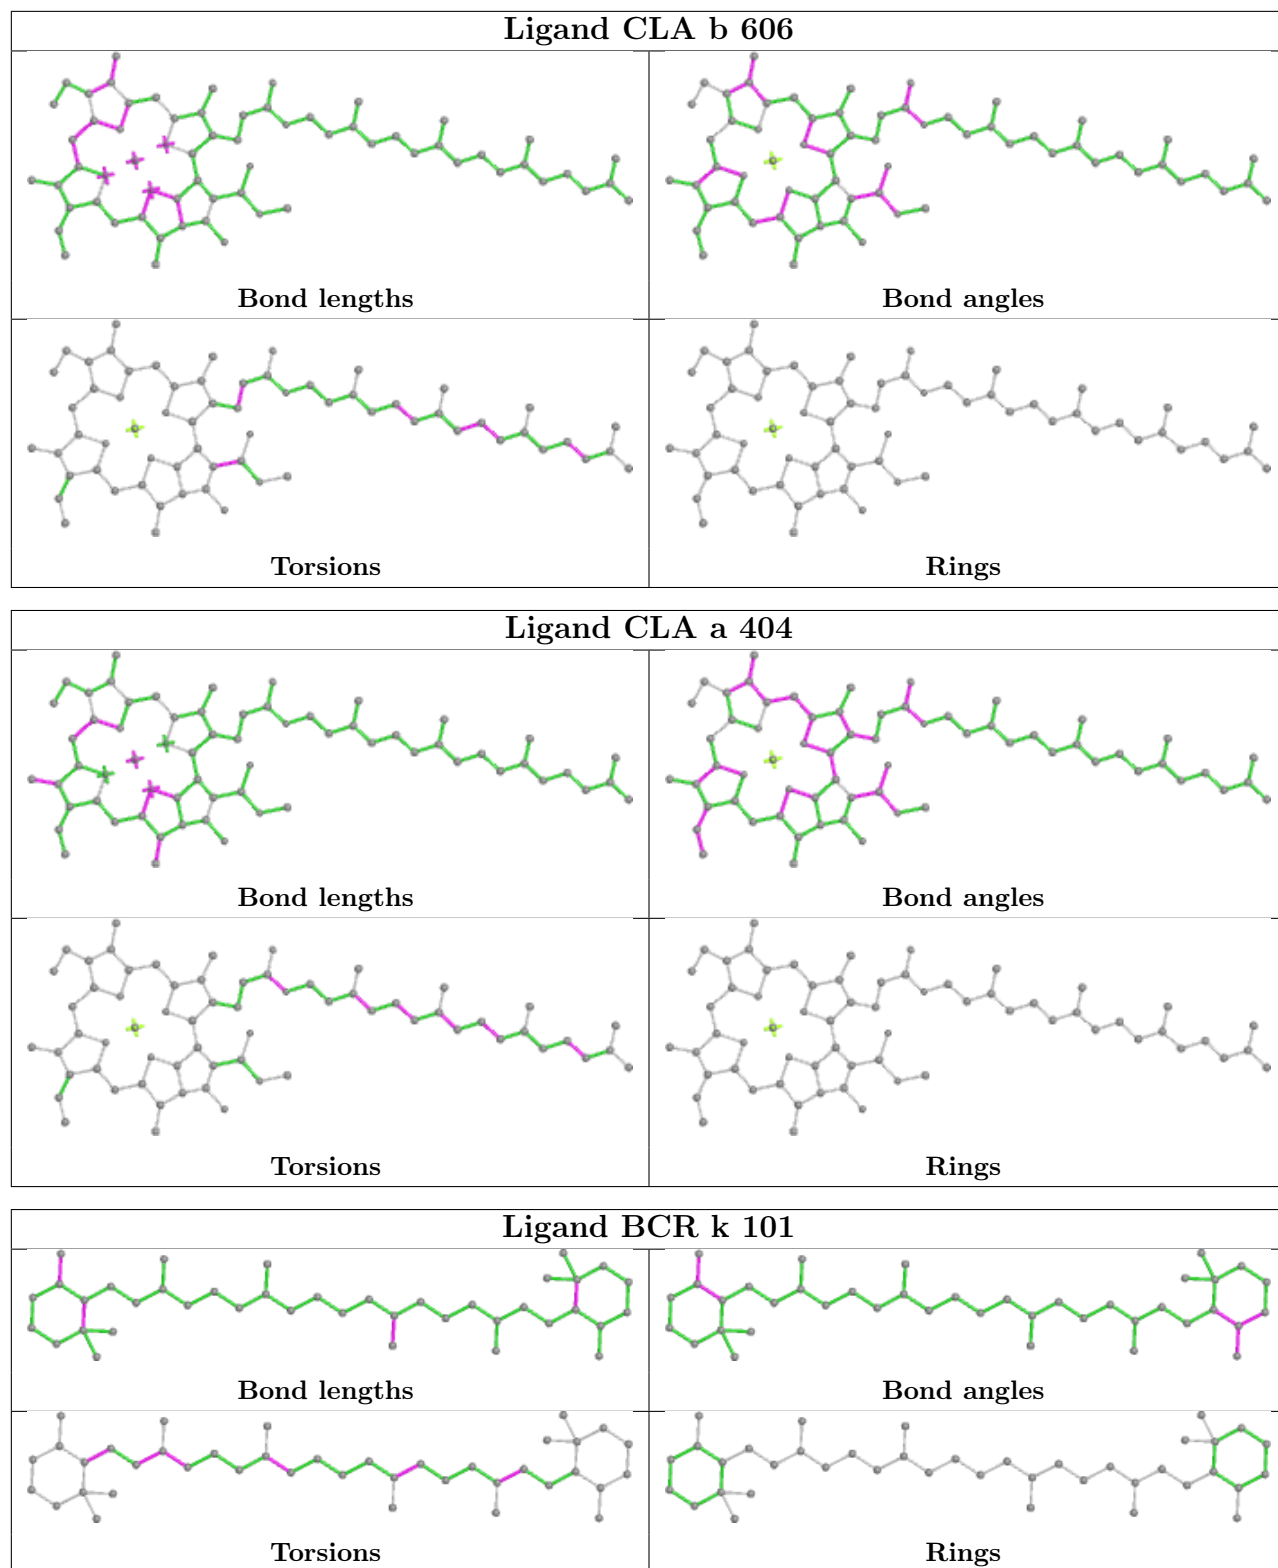 Ligand CLA b 606
Bond lengths
Bond angles
Torsions
Rings
Ligand CLA a 404
Bond lengths
Bond angles
Torsions
Rings
Ligand BCR k 101
Bond lengths
Bond angles
Torsions
Rings